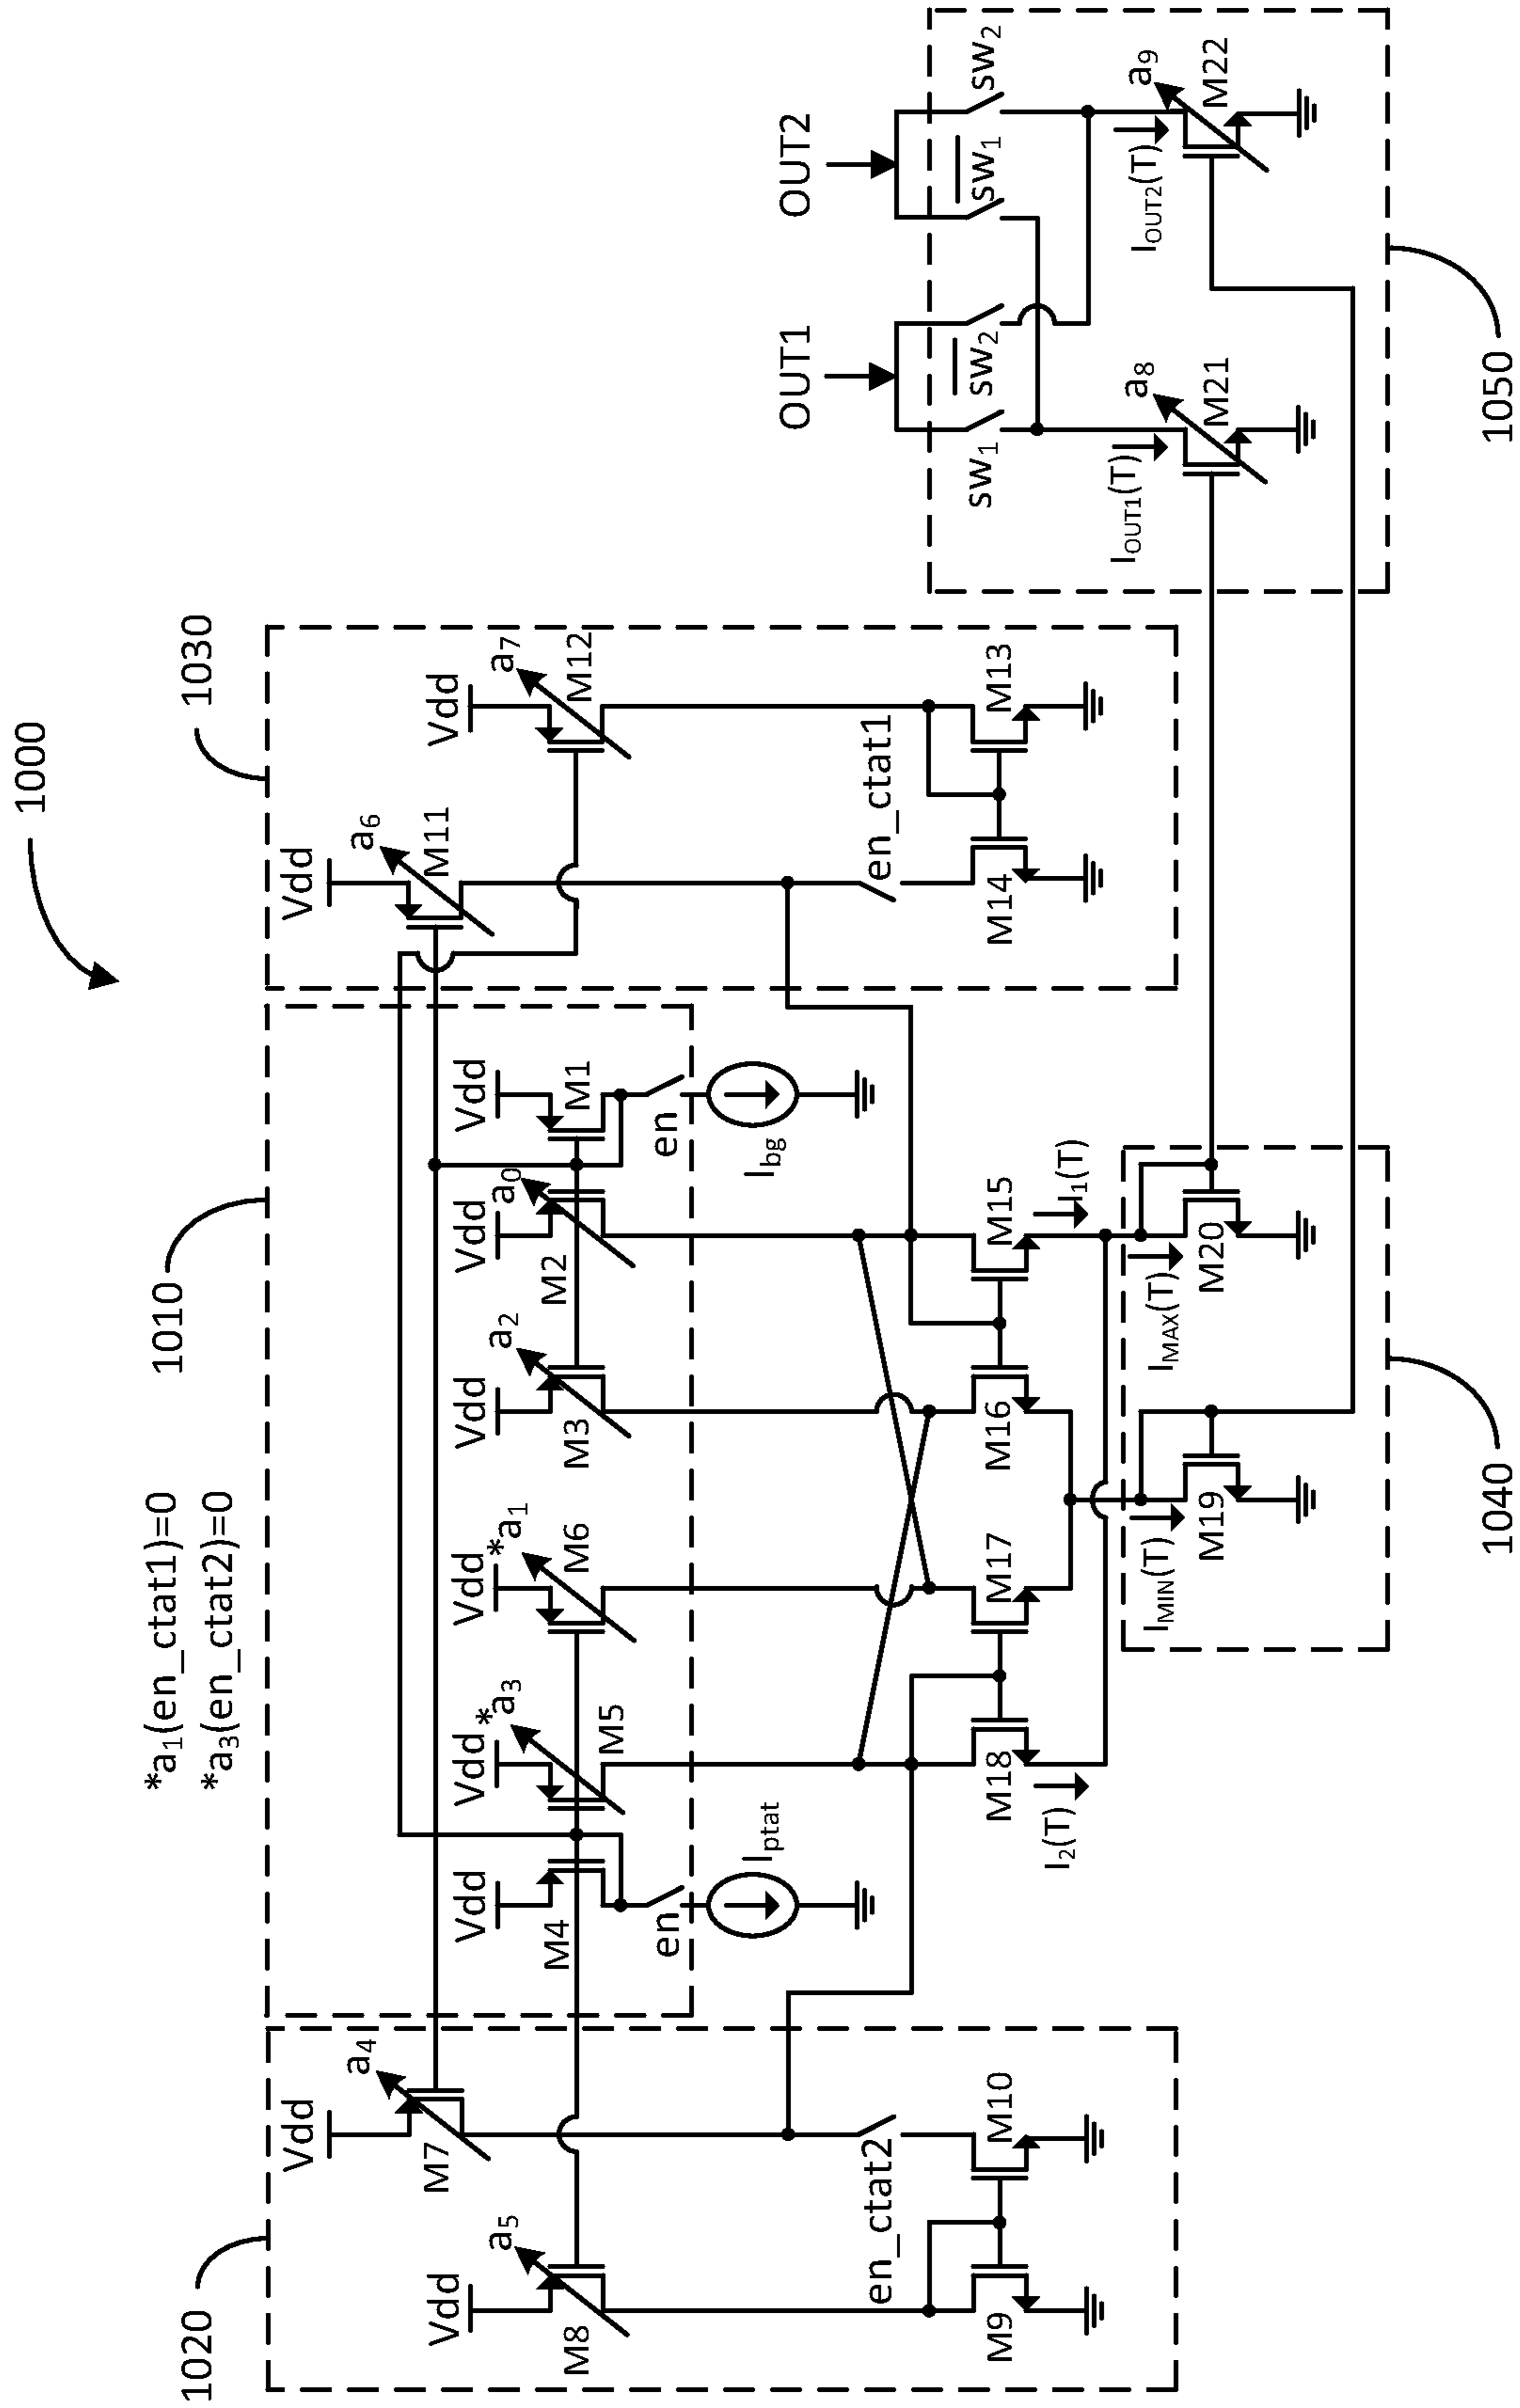 1000
*a1(en_ctat1)=0
*a3(en_ctat2)=0
1020
1010
1030
Vdd
a4
M7
Vdd
a5
M8
en_ctat2
M9
M10
Vdd
M4
en
Iptat
Vdd
*a3
M5
Vdd
*a1
M6
Vdd
a2
M3
Vdd
a0
M2
Vdd
M1
en
Ibg
Vdd
a6
M11
Vdd
a7
M12
en_ctat1
M14
M13
M18
I2(T)
M17
M16
M15
I1(T)
IMIN(T)
M19
IMAX(T)
M20
1040
OUT1
OUT2
sw1
sw2
sw1
sw2
IOUT1(T)
a8
M21
IOUT2(T)
a9
M22
1050